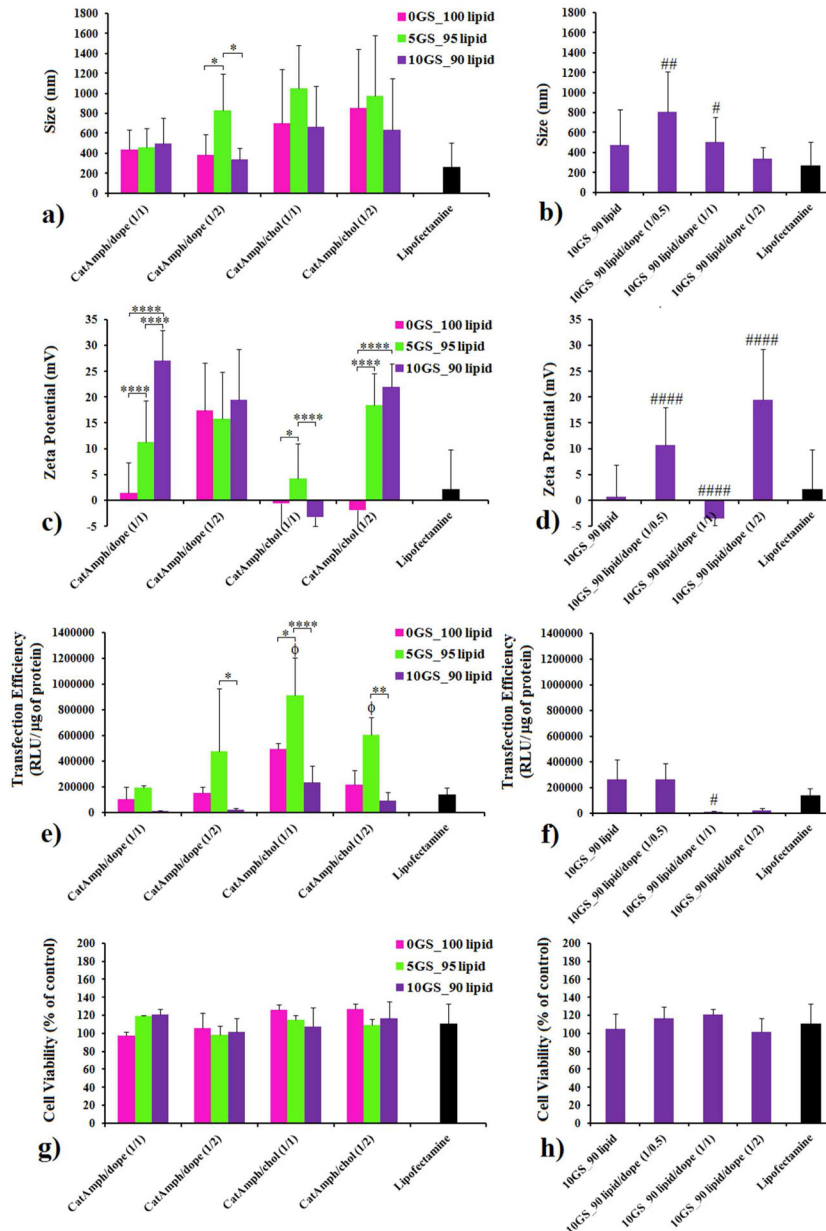 1800
1600
1400
1200
1000
800
600
400
200
0
Size
(nm)
0GS_100 lipid
5GS_95 lipid
10GS_90 lipid
*
*
a)
CatAmph/dope (1/1)
CatAmph/dope (1/2)
CatAmph/chol (1/1)
CatAmph/chol (1/2)
Lipofectamine
1800
1600
1400
1200
1000
800
600
400
200
0
Size
(nm)
##
#
b)
10GS_90 lipid
10GS_90 lipid/dope (1/0.5)
10GS_90 lipid/dope (1/1)
10GS_90 lipid/dope (1/2)
Lipofectamine
35
30
25
20
15
10
5
0
-5
Zeta Potential (mV)
0GS_100 lipid
5GS_95 lipid
10GS_90 lipid
****
****
****
*
****
****
****
c)
CatAmph/dope (1/1)
CatAmph/dope (1/2)
CatAmph/chol (1/1)
CatAmph/chol (1/2)
Lipofectamine
35
30
25
20
15
10
5
0
-5
Zeta Potential (mV)
####
####
####
d)
10GS_90 lipid
10GS_90 lipid/dope (1/0.5)
10GS_90 lipid/dope (1/1)
10GS_90 lipid/dope (1/2)
Lipofectamine
1400000
1200000
1000000
800000
600000
400000
200000
0
Transfection Efficiency
(RLU/µg of protein)
0GS_100 lipid
5GS_95 lipid
10GS_90 lipid
*
*
****
ϕ
**
ϕ
e)
CatAmph/dope (1/1)
CatAmph/dope (1/2)
CatAmph/chol (1/1)
CatAmph/chol (1/2)
Lipofectamine
1400000
1200000
1000000
800000
600000
400000
200000
0
Transfection Efficiency
(RLU/µg of protein)
#
f)
10GS_90 lipid
10GS_90 lipid/dope (1/0.5)
10GS_90 lipid/dope (1/1)
10GS_90 lipid/dope (1/2)
Lipofectamine
200
180
160
140
120
100
80
60
40
20
0
Cell Viability (% of control)
0GS_100 lipid
5GS_95 lipid
10GS_90 lipid
g)
CatAmph/dope (1/1)
CatAmph/dope (1/2)
CatAmph/chol (1/1)
CatAmph/chol (1/2)
Lipofectamine
200
180
160
140
120
100
80
60
40
20
0
Cell Viability (% of control)
h)
10GS_90 lipid
10GS_90 lipid/dope (1/0.5)
10GS_90 lipid/dope (1/1)
10GS_90 lipid/dope (1/2)
Lipofectamine